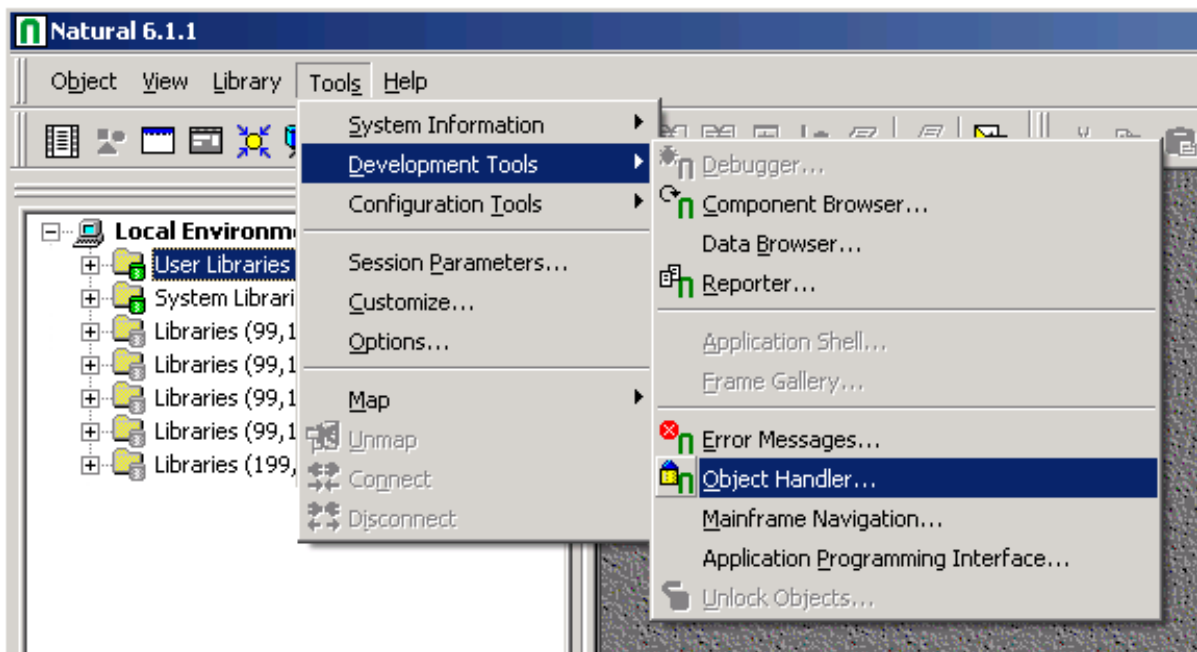 Natural 6.1.1
Object View Library Tools Help
System Information
Development Tools
Configuration Tools
Session Parameters...
Customize...
Options...
Map
Unmap
Connect
Disconnect
Debugger...
Component Browser...
Data Browser...
Reporter...
Application Shell...
Frame Gallery...
Error Messages...
Object Handler...
Mainframe Navigation...
Application Programming Interface...
Unlock Objects...
Local Environm
User Libraries
System Librari
Libraries (99,1
Libraries (99,1
Libraries (99,1
Libraries (99,1
Libraries (199,